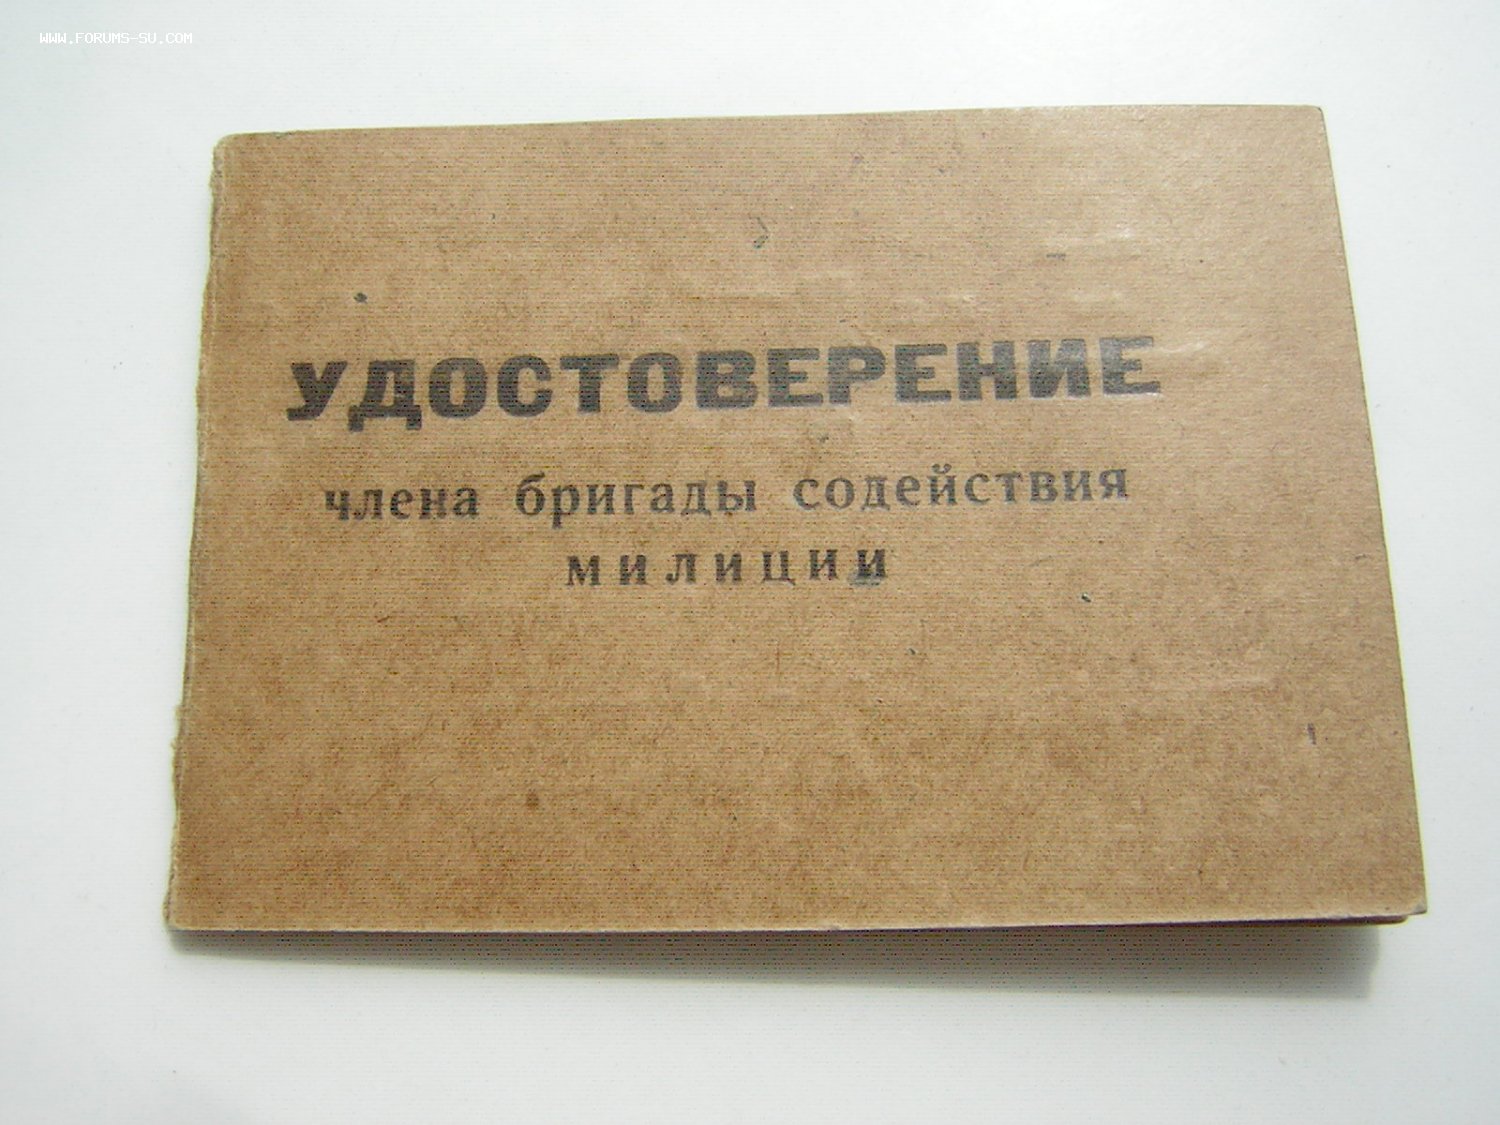 WWW.FORUMS-SU.COM
УДОСТОВЕРЕНИЕ
члена бригады содействия
милиции